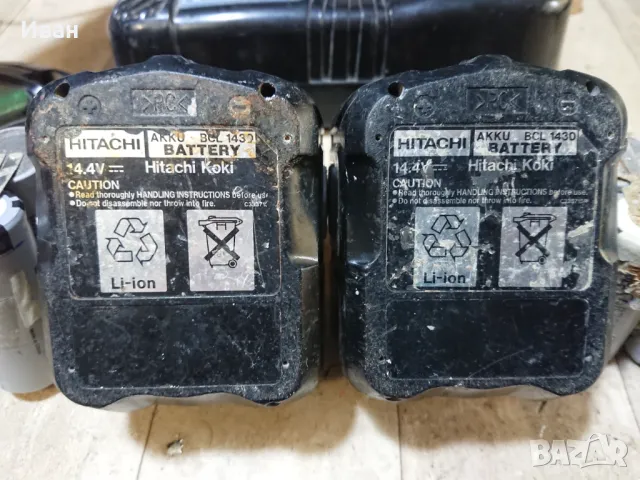 Иван
>PC<
HITACHI
AKKU BCL 1430
BATTERY
14.4V Hitachi Koki
CAUTION
● Read thoroughly HANDLING INSTRUCTIONS before use.
● Do not disassemble nor throw into fire.
Li-ion
>PC<
HITACHI
AKKU BCL 1430
BATTERY
14.4V Hitachi Koki
CAUTION
● Read thoroughly HANDLING INSTRUCTIONS before use.
● Do not disassemble nor throw into fire.
Li-ion
BAZAR